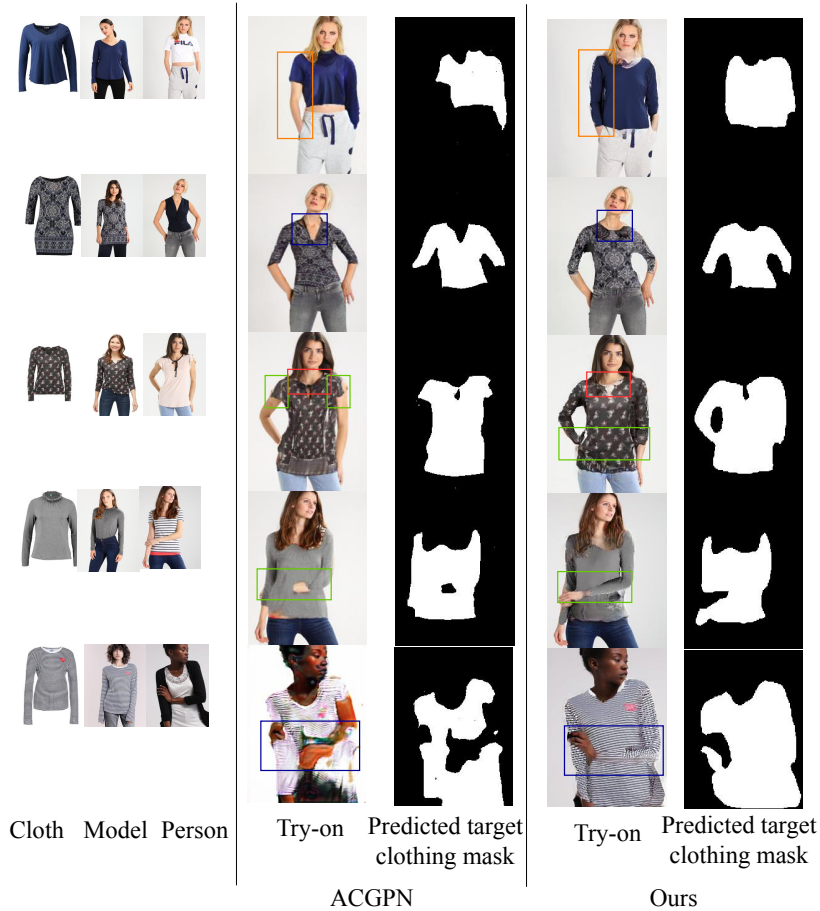 FILA
Cloth Model Person
Try-on
Predicted target
clothing mask
Try-on
Predicted target
clothing mask
ACGPN
Ours